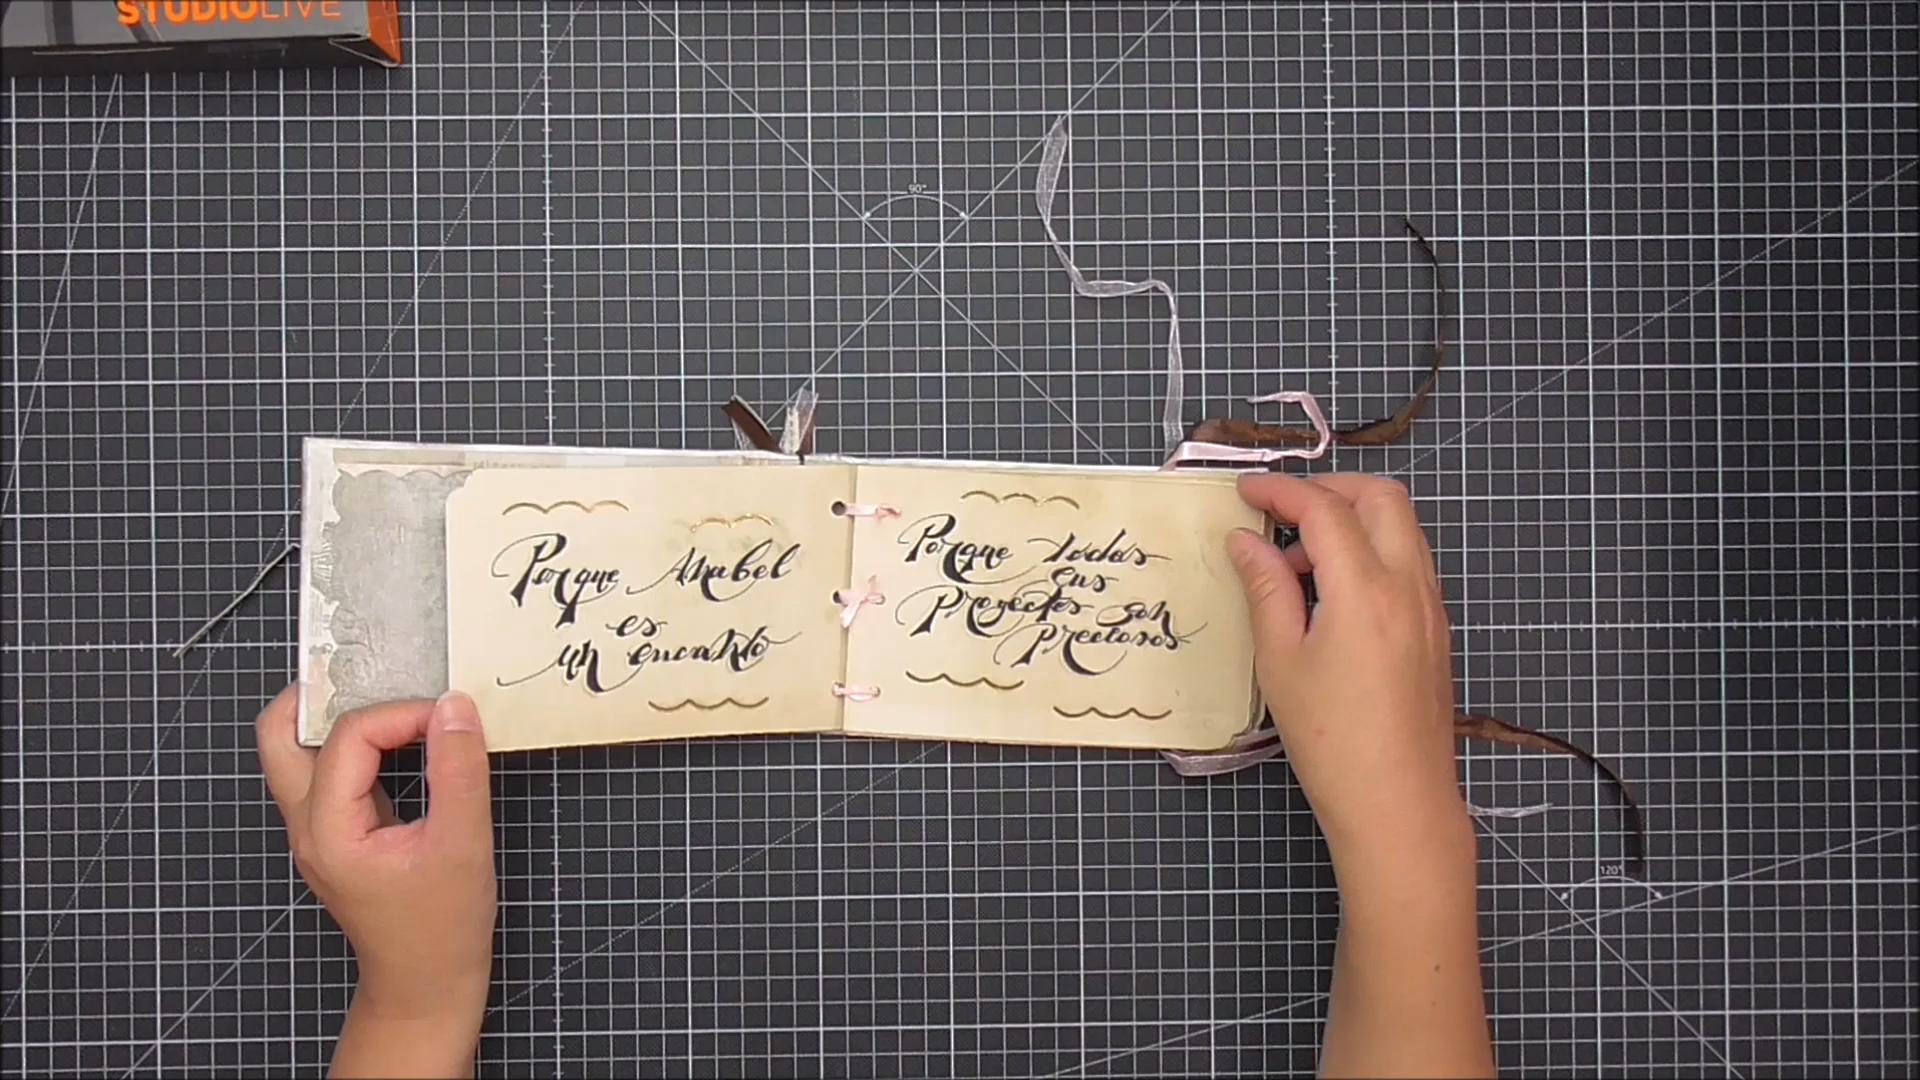 STUDIOLIVE
90°
Porque Anabel
es
un encanto
Porque todos
sus
Proyectos son
preciosos
120°